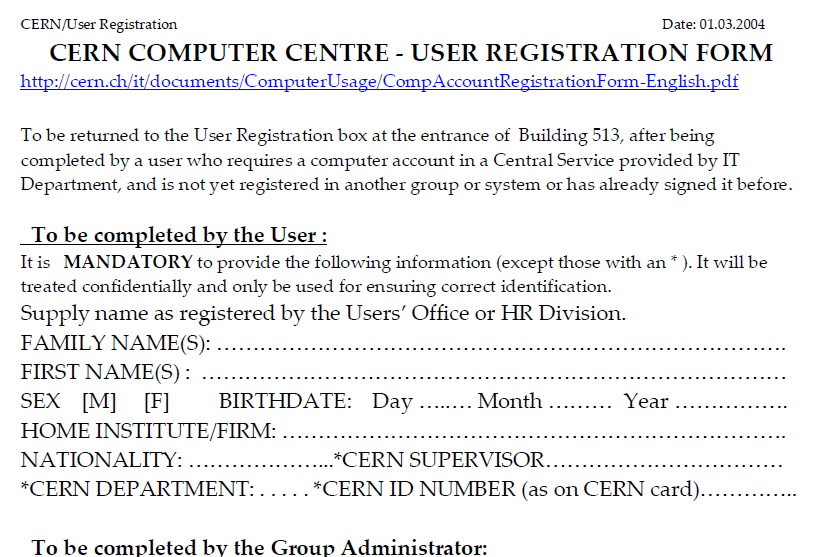 CERN/User Registration Date: 01.03.2004
CERN COMPUTER CENTRE - USER REGISTRATION FORM
http://cern.ch/it/documents/ComputerUsage/CompAccountRegistrationForm-English.pdf
To be returned to the User Registration box at the entrance of Building 513, after being
completed by a user who requires a computer account in a Central Service provided by IT
Department, and is not yet registered in another group or system or has already signed it before.
To be completed by the User :
It is MANDATORY to provide the following information (except those with an * ). It will be
treated confidentially and only be used for ensuring correct identification.
Supply name as registered by the Users' Office or HR Division.
FAMILY NAME(S): ……………………………………………………………………….
FIRST NAME(S) : …………………………………………………………………………
SEX [M] [F] BIRTHDATE: Day …..… Month ……… Year …………….
HOME INSTITUTE/FIRM: ……………………………………………………………….
NATIONALITY: ………………...*CERN SUPERVISOR……………………………
*CERN DEPARTMENT: . . . . . *CERN ID NUMBER (as on CERN card)…………..
To be completed by the Group Administrator: